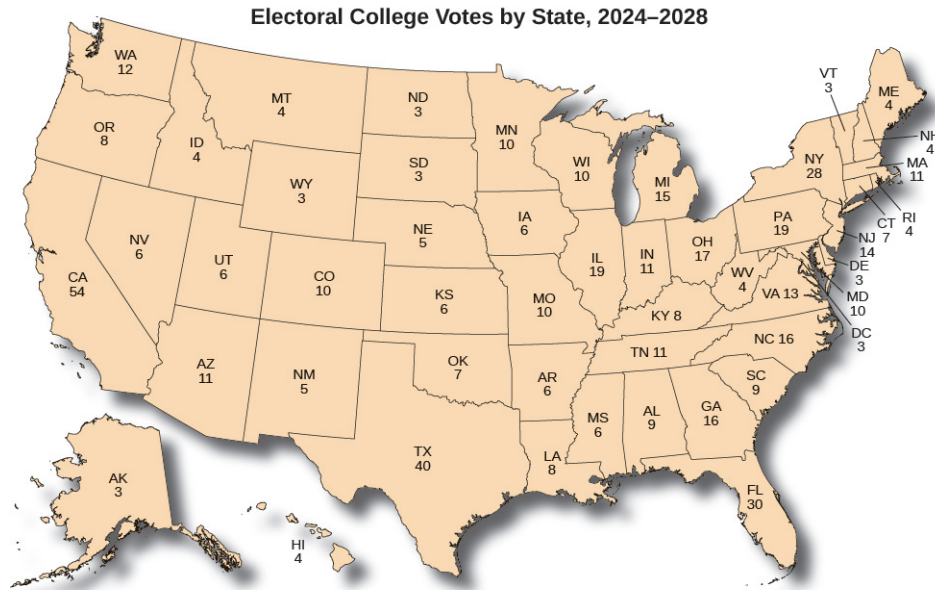 Electoral College Votes by State, 2024–2028
WA
12
OR
8
ID
4
MT
4
ND
3
MN
10
SD
3
WY
3
WI
10
MI
15
VT
3
ME
4
NH
4
NY
28
MA
11
RI
4
CT
7
NJ
14
PA
19
DE
3
MD
10
DC
3
NV
6
UT
6
CA
54
CO
10
NE
5
IA
6
IL
19
IN
11
OH
17
WV
4
VA 13
KS
6
MO
10
KY 8
NC 16
TN 11
AZ
11
NM
5
OK
7
AR
6
SC
9
MS
6
AL
9
GA
16
TX
40
LA
8
FL
30
AK
3
HI
4